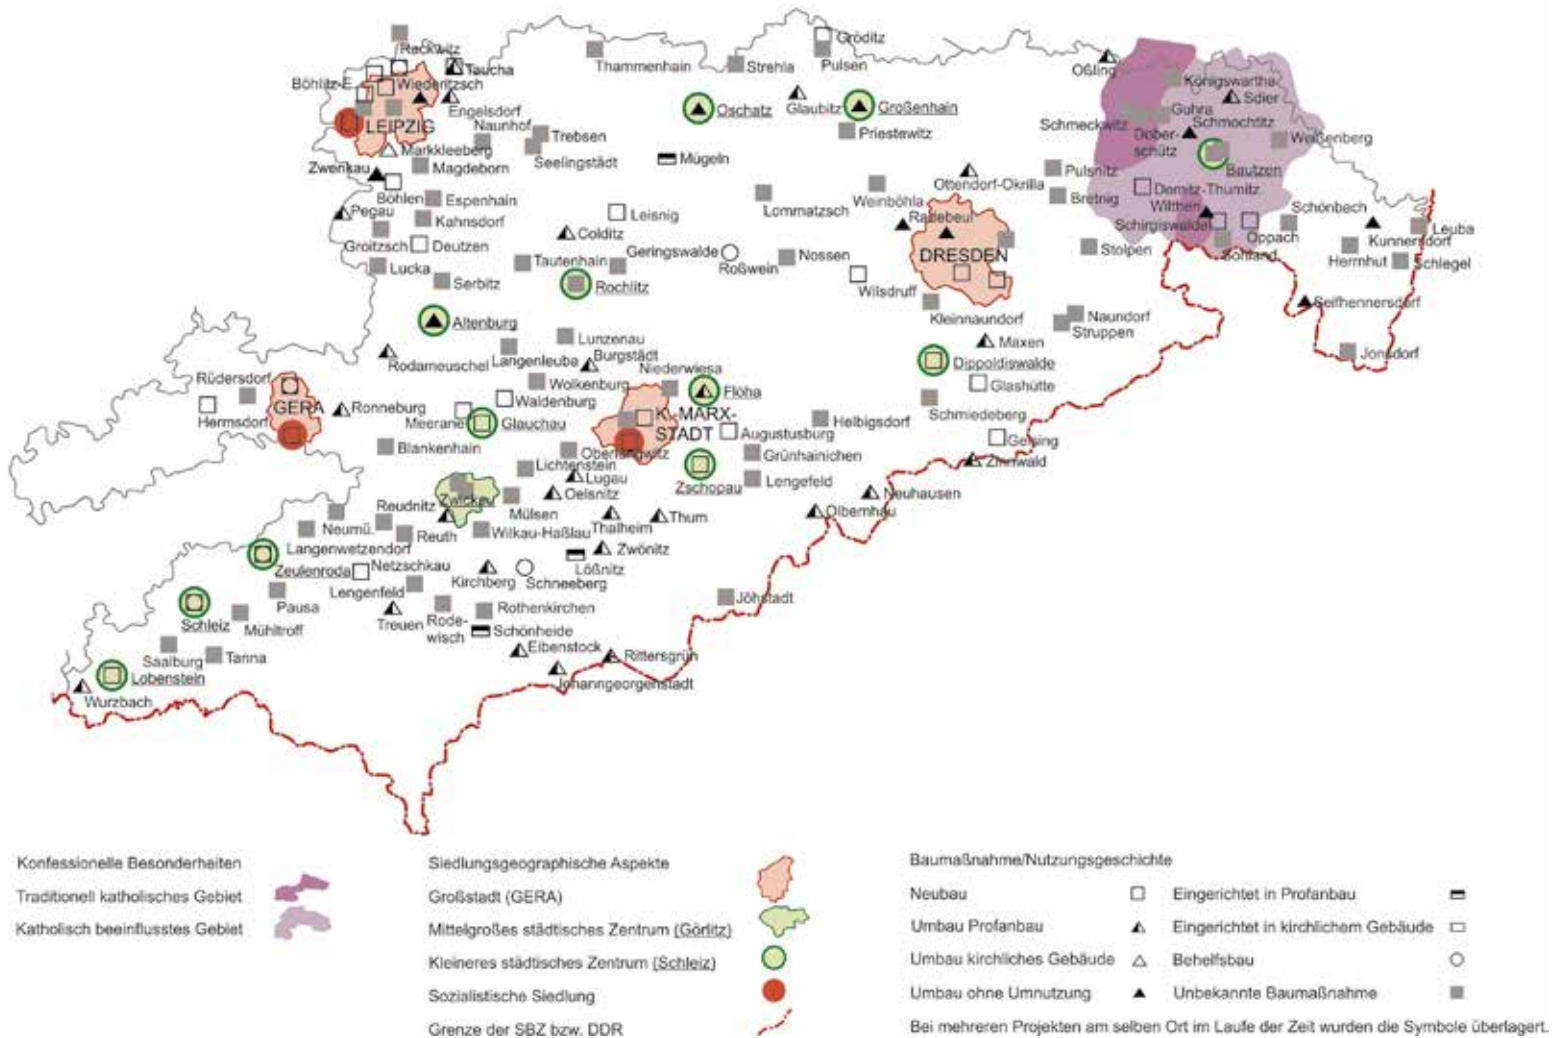 Gröditz
Rackwitz
Thammenhain
Strehla
Pulsen
Oßling
Taucha
Böhlitz-E.
Wiederitzsch
Königswartha
Sdier
Engelsdorf
Oschatz
Glaubitz
Großenhain
Guhra
LEIPZIG
Naunhof
Trebsen
Priestewitz
Schmeckwitz
Schmochtitz
Dober-
schütz
Weißenberg
Markkleeberg
Seelingstädt
Mügeln
Zwenkau
Magdeborn
Pulsnitz
Bautzen
Ottendorf-Okrilla
Böhlen
Espenhain
Weinböhla
Bretnig
Demitz-Thumitz
Pegau
Kahnsdorf
Leisnig
Lommatzsch
Radebeul
Wilthen
Schönbach
Schirgiswalde
Oppach
Leuba
Groitzsch
Deutzen
Colditz
Geringswalde
Roßwein
Nossen
DRESDEN
Stolpen
Sohland
Kunnersdorf
Herrnhut
Schlegel
Lucka
Tautenhain
Serbitz
Rochlitz
Wilsdruff
Seifhennersdorf
Altenburg
Kleinnaundorf
Naundorf
Struppen
Lunzenau
Maxen
Rodameuschel
Langenleuba
Burgstädt
Jonsdorf
Niederwiesa
Dippoldiswalde
Rüdersdorf
Wolkenburg
Flöha
Glashütte
GERA
Ronneburg
Waldenburg
Hermsdorf
Meerane
Glauchau
K.-MARX-
STADT
Helbigsdorf
Schmiedeberg
Augustusburg
Geising
Blankenhain
Oberlungwitz
Grünhainichen
Zinnwald
Lichtenstein
Lugau
Zschopau
Lengefeld
Zwickau
Oelsnitz
Neuhausen
Reudnitz
Mülsen
Olbernhau
Neumü.
Reuth
Wilkau-Haßlau
Thalheim
Thum
Langenwetzendorf
Zwönitz
Zeulenroda
Netzschkau
Lößnitz
Kirchberg
Schneeberg
Lengenfeld
Pausa
Jöhstadt
Schleiz
Mühltroff
Treuen
Rode-
wisch
Rothenkirchen
Schönheide
Eibenstock
Rittersgrün
Saalburg
Tanna
Lobenstein
Johanngeorgenstadt
Wurzbach
Konfessionelle Besonderheiten
Traditionell katholisches Gebiet
Katholisch beeinflusstes Gebiet
Siedlungsgeographische Aspekte
Großstadt (GERA)
Mittelgroßes städtisches Zentrum (Görlitz)
Kleineres städtisches Zentrum (Schleiz)
Sozialistische Siedlung
Grenze der SBZ bzw. DDR
Baumaßnahme/Nutzungsgeschichte
Neubau
Umbau Profanbau
Umbau kirchliches Gebäude
Umbau ohne Umnutzung
Eingerichtet in Profanbau
Eingerichtet in kirchlichem Gebäude
Behelfsbau
Unbekannte Baumaßnahme
Bei mehreren Projekten am selben Ort im Laufe der Zeit wurden die Symbole überlagert.